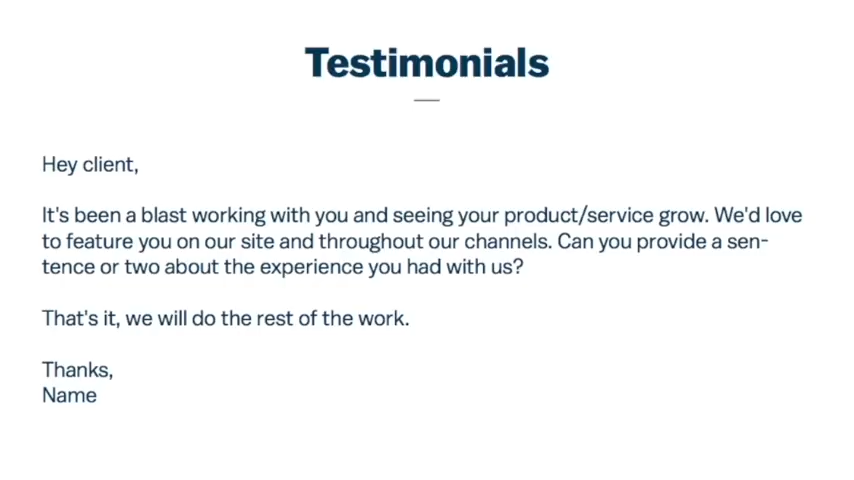 Testimonials
Hey client,
It's been a blast working with you and seeing your product/service grow. We'd love
to feature you on our site and throughout our channels. Can you provide a sen-
tence or two about the experience you had with us?
That's it, we will do the rest of the work.
Thanks,
Name